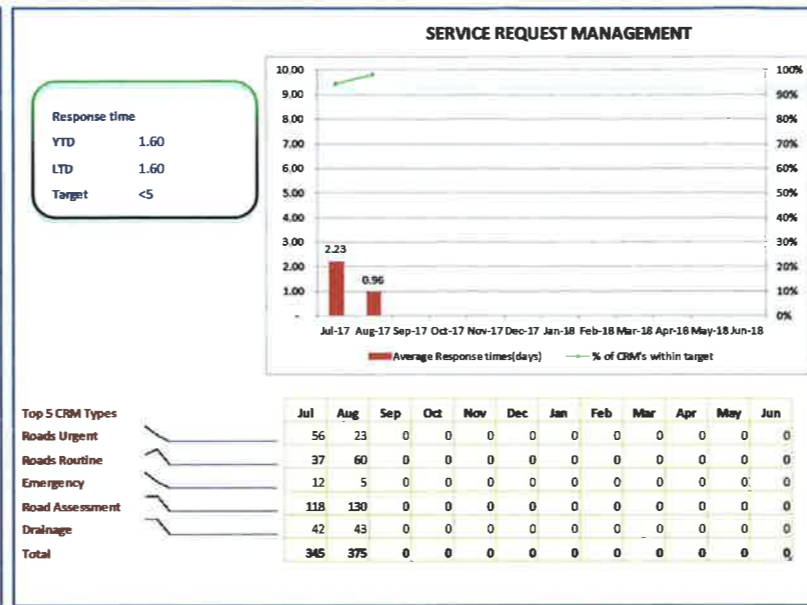 SERVICE REQUEST MANAGEMENT
Response time
YTD 1.60
LTD 1.60
Target <5
10.00 100%
9.00 90%
8.00 80%
7.00 70%
6.00 60%
5.00 50%
4.00 40%
3.00 30%
2.00 20%
1.00 10%
- 0%
2.23
0.96
Jul-17 Aug-17 Sep-17 Oct-17 Nov-17 Dec-17 Jan-18 Feb-18 Mar-18 Apr-18 May-18 Jun-18
Average Response times(days) % of CRM's within target
Top 5 CRM Types Jul Aug Sep Oct Nov Dec Jan Feb Mar Apr May Jun
Roads Urgent 56 23 0 0 0 0 0 0 0 0 0 0
Roads Routine 37 60 0 0 0 0 0 0 0 0 0 0
Emergency 12 5 0 0 0 0 0 0 0 0 0 0
Road Assessment 118 130 0 0 0 0 0 0 0 0 0 0
Drainage 42 43 0 0 0 0 0 0 0 0 0 0
Total 345 375 0 0 0 0 0 0 0 0 0 0